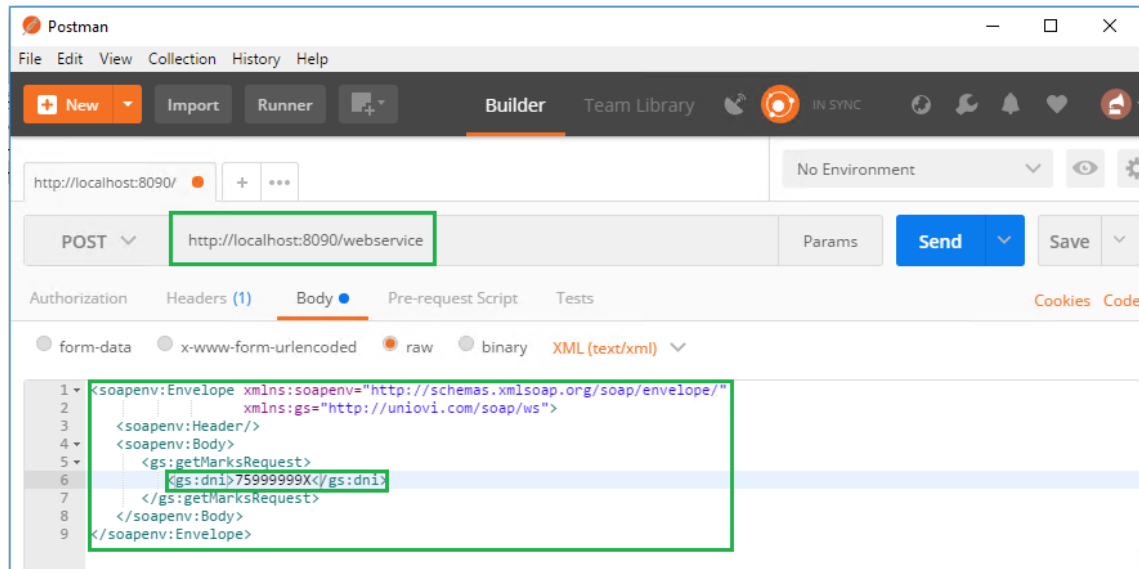 Postman
File Edit View Collection History Help
New Import Runner Builder Team Library IN SYNC
http://localhost:8090/ No Environment
POST http://localhost:8090/webservice Params Send Save
Authorization Headers (1) Body Pre-request Script Tests Cookies Code
form-data x-www-form-urlencoded raw binary XML (text/xml)
1 <soapenv:Envelope xmlns:soapenv="http://schemas.xmlsoap.org/soap/envelope/"
2 xmlns:gs="http://uniovi.com/soap/ws">
3 <soapenv:Header/>
4 <soapenv:Body>
5 <gs:getMarksRequest>
6 <gs:dni>75999999X</gs:dni>
7 </gs:getMarksRequest>
8 </soapenv:Body>
9 </soapenv:Envelope>